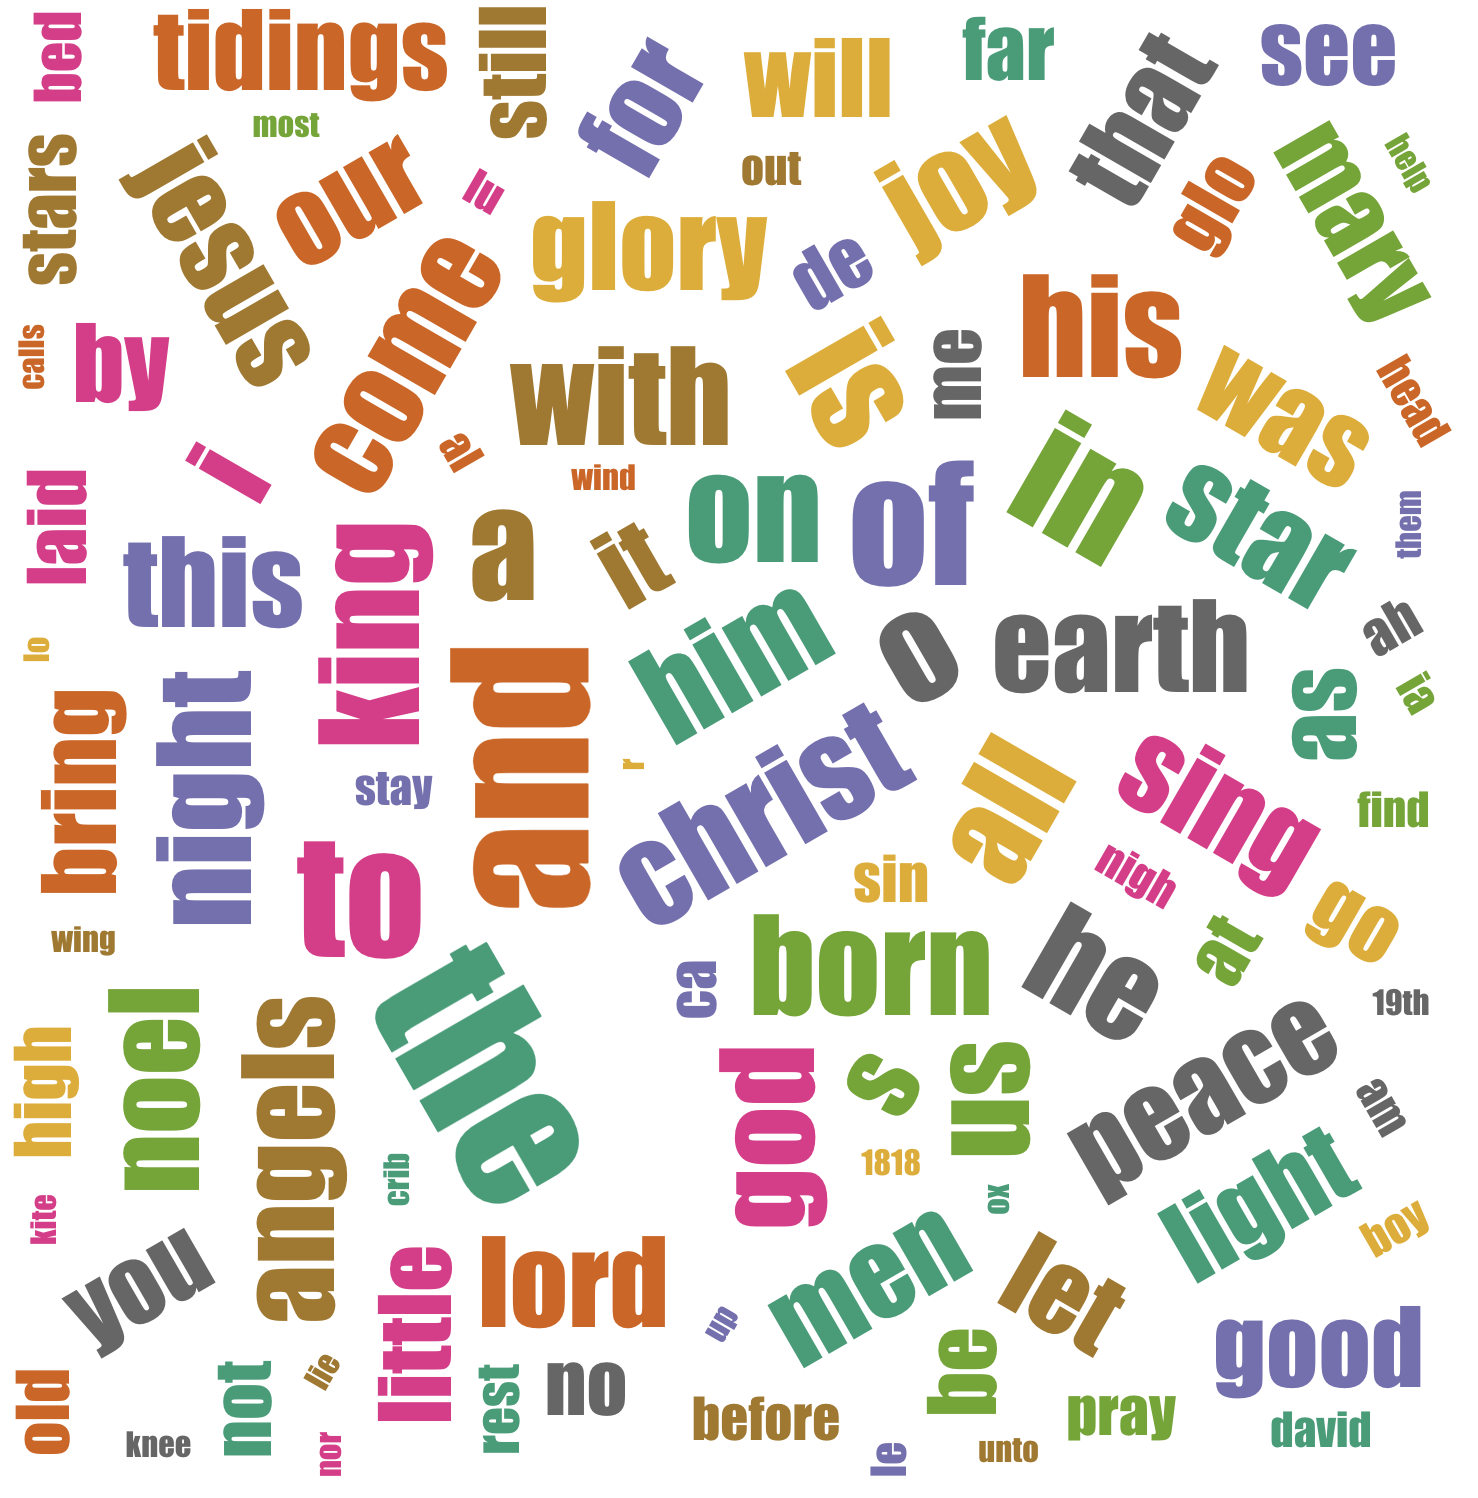 bed
tidings
still
for
will
far
that
see
most
stars
jesus
our
lu
out
joy
glo
mary
help
glory
de
come
calls
by
with
is
me
his
was
head
i
al
wind
laid
this
king
a
it
on
of
in
star
them
lo
him
o
earth
ah
ia
as
bring
night
stay
and
r
christ
all
sing
find
to
sin
nigh
go
wing
the
ca
born
he
at
19th
high
noel
angels
god
s
us
peace
am
kite
crib
1818
ox
light
boy
you
little
lord
up
men
let
good
old
knee
not
lie
nor
rest
no
before
le
be
unto
pray
david